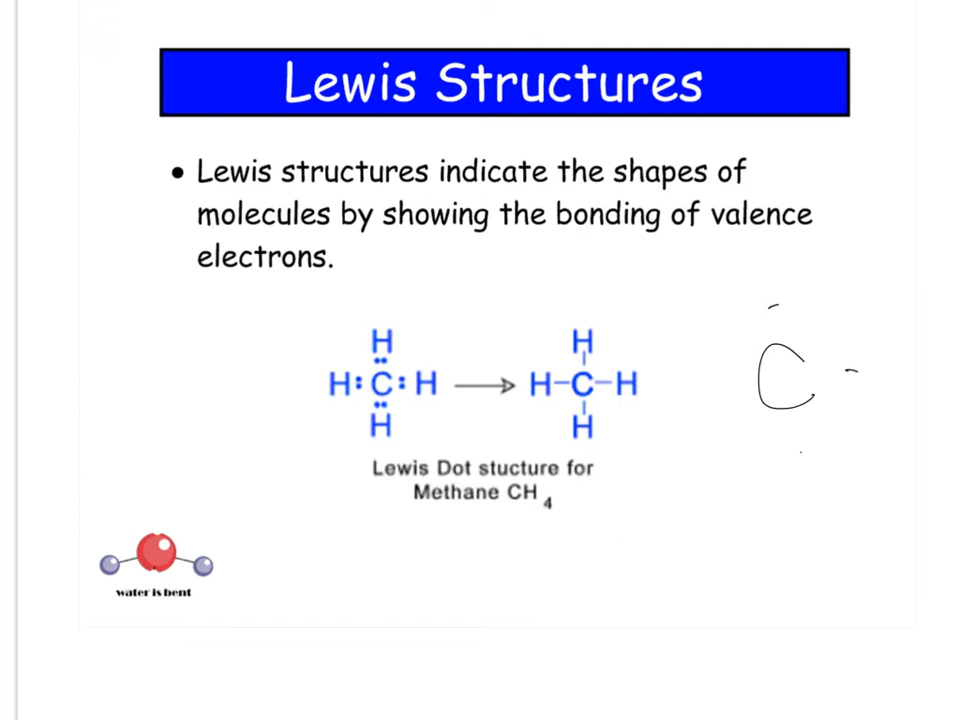 Lewis Structures
• Lewis structures indicate the shapes of
molecules by showing the bonding of valence
electrons.
H
H : C : H
H
H
H-C-H
H
Lewis Dot stucture for
Methane CH4
water is bent
C